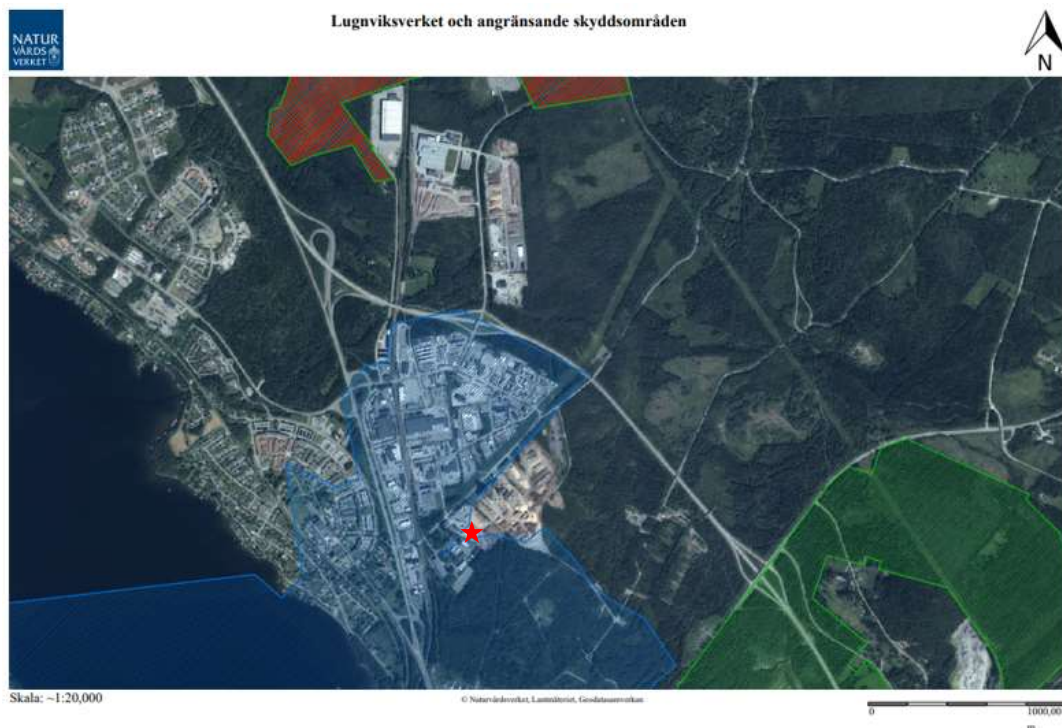 Lugnviksverket och angränsande skyddsområden
NATUR
VÅRDS
VERKET
N
Skala: ~1:20,000
© Naturvårdsverket, Lantmäteriet, Geodatasamverkan
0
1000,00
m